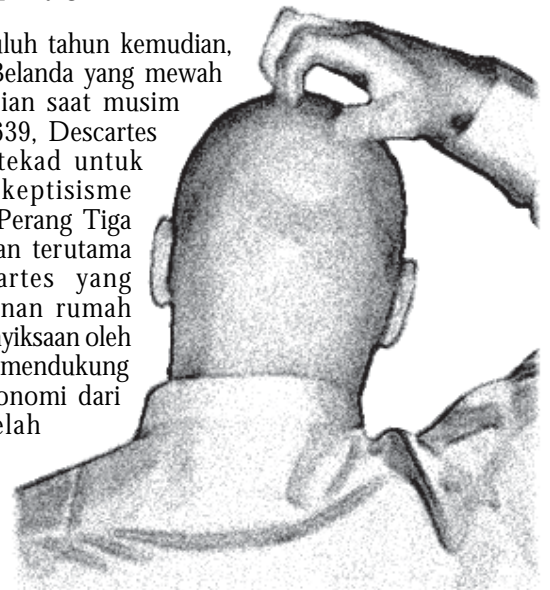 uluh tahun kemudian,
Belanda yang mewah
ian saat musim
639, Descartes
tekad untuk
keptisisme
Perang Tiga
an terutama
artes yang
nan rumah
yiksaan oleh
mendukung
onomi dari
elah